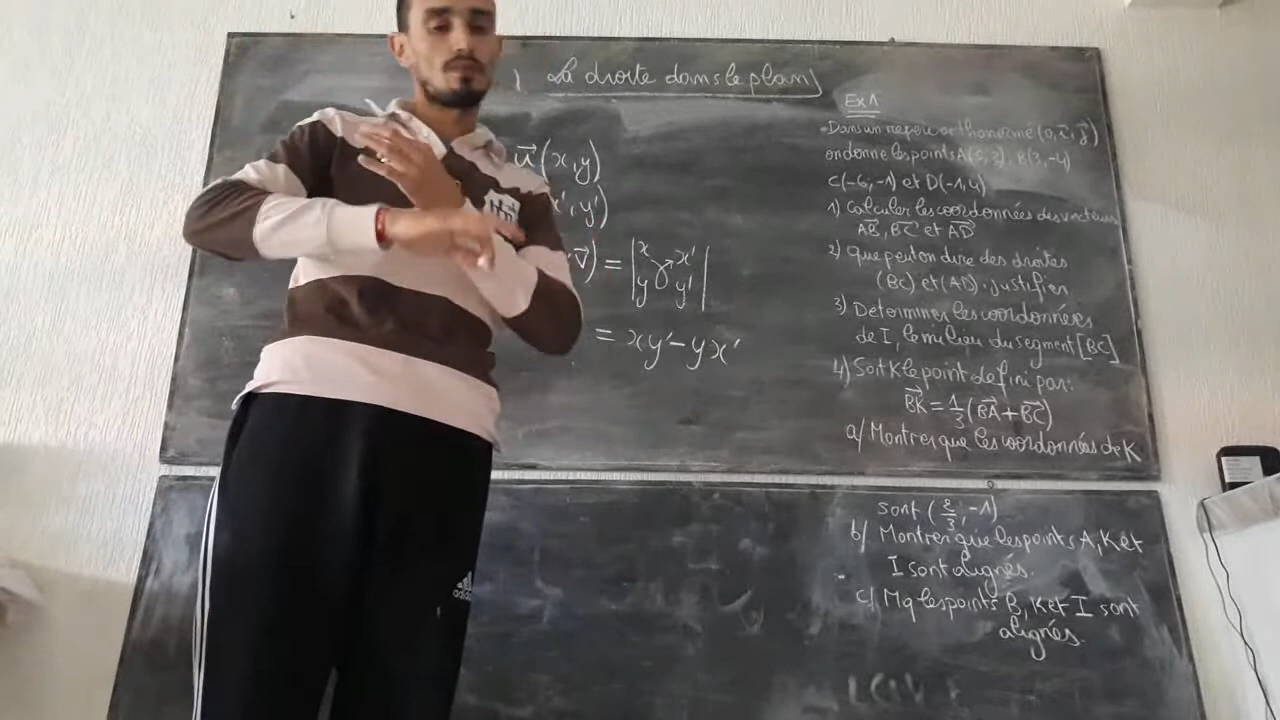 La droite dans le plan
u⃗(x,y)
x',y')
v⃗) = |x x'|
|y y'|
= xy'-yx'
Ex 1
Dans un repère orthonormé (o, i⃗, j⃗)
on donne les points A(5,2). B(3,-4)
C(-6,-1) et D(-1,4)
1) Calculer les coordonnées des vecteurs
AB⃗, BC⃗ et AD⃗
2) Que peut on dire des droites
(BC) et (AD). justifier
3) Déterminer les coordonnées
de I, le milieu du segment [BC]
4) Soit K le point défini par:
BK⃗ = 1/3(BA⃗+BC⃗)
a/ Montrer que les coordonnées de K
sont (2/3, -1)
b) Montrer que les points A, K et
I sont alignés.
c) Mq les points B, K et I sont
alignés.
adidas